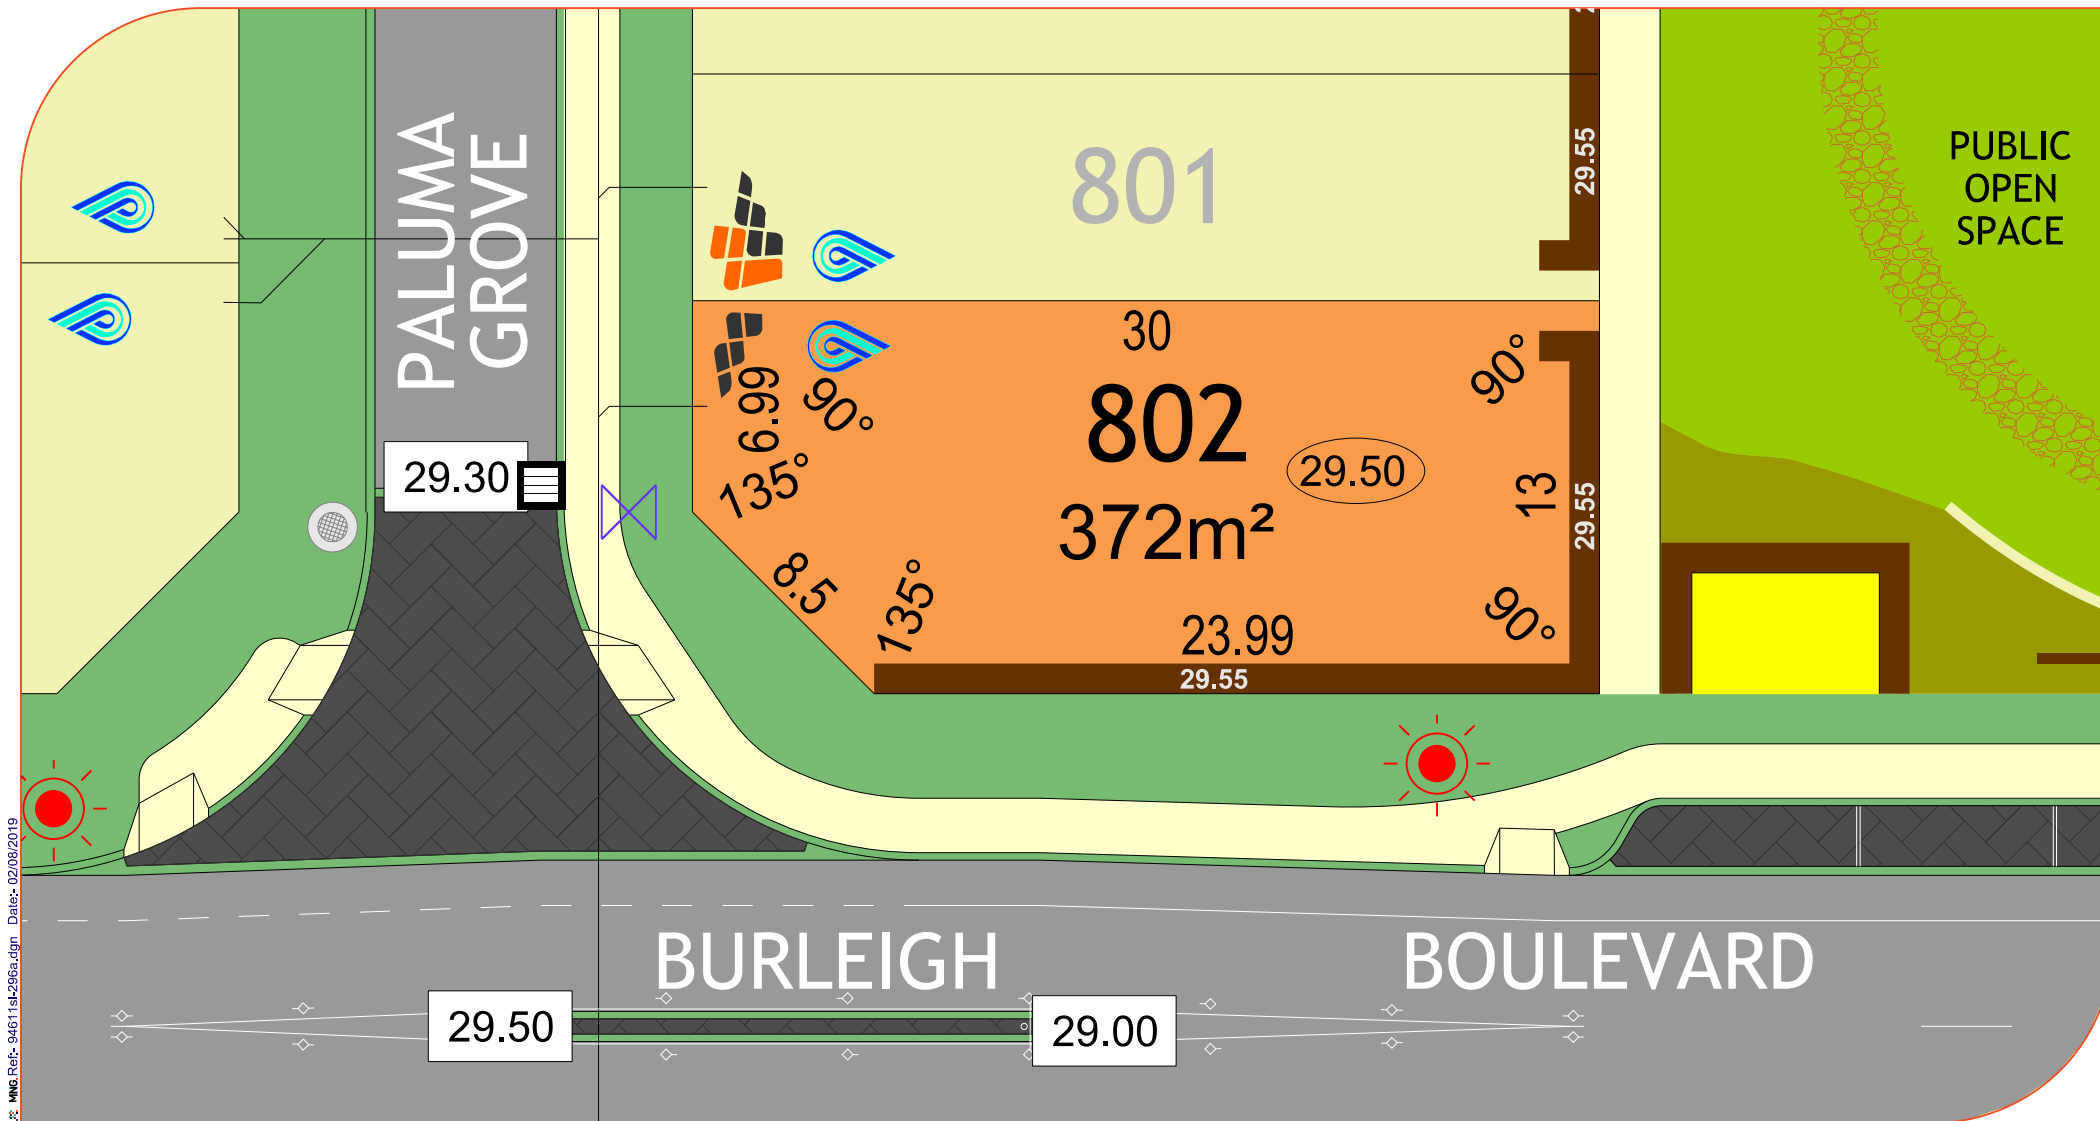 PALUMA
GROVE
801
29.55
PUBLIC
OPEN
SPACE
30
6.99
90°
90°
802
29.50
135°
29.30
372m²
13
29.55
8.5
135°
23.99
90°
29.55
BURLEIGH BOULEVARD
29.50
29.00
MNG Ref:- 94611sl-296a.dgn Date:- 02/08/2019